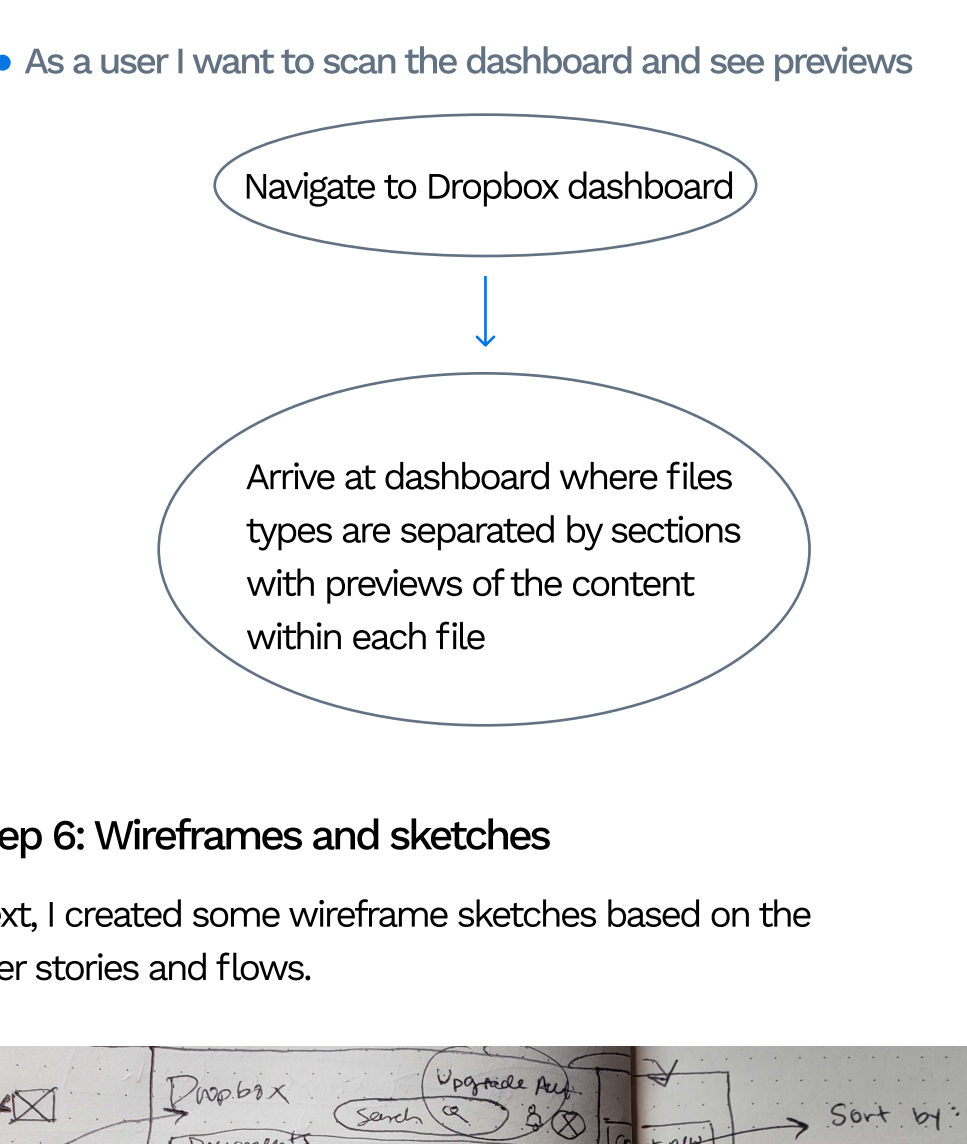 As a user I want to scan the dashboard and see previews
Navigate to Dropbox dashboard
Arrive at dashboard where files
types are separated by sections
with previews of the content
within each file
ep 6: Wireframes and sketches
ext, I created some wireframe sketches based on the
er stories and flows.
Upgrade
Dropbox
Search
Sort by:
Documents